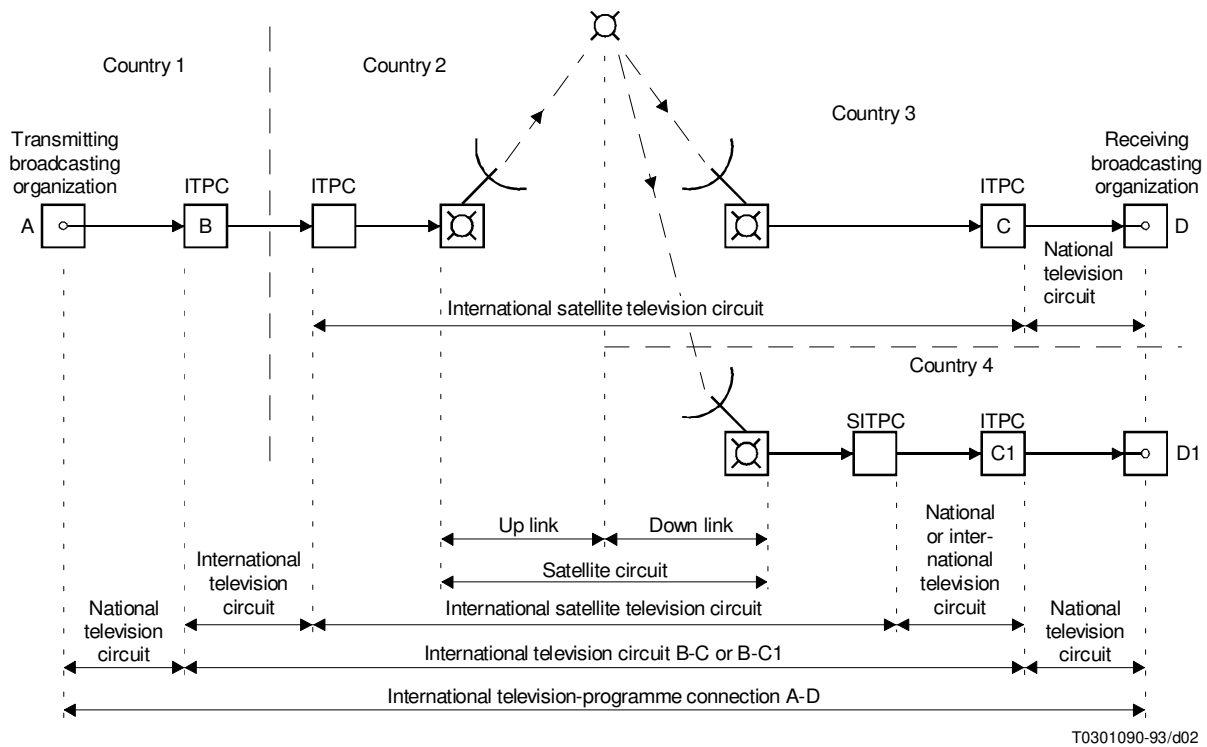 Country 1
Country 2
Country 3
Transmitting
broadcasting
organization
Receiving
broadcasting
organization
ITPC
ITPC
ITPC
A
B
C
D
National
television
circuit
International satellite television circuit
Country 4
SITPC
ITPC
C1
D1
Up link
Down link
National
or inter-
national
television
circuit
International
television
circuit
Satellite circuit
National
television
circuit
International satellite television circuit
National
television
circuit
International television circuit B-C or B-C1
International television-programme connection A-D
T0301090-93/d02